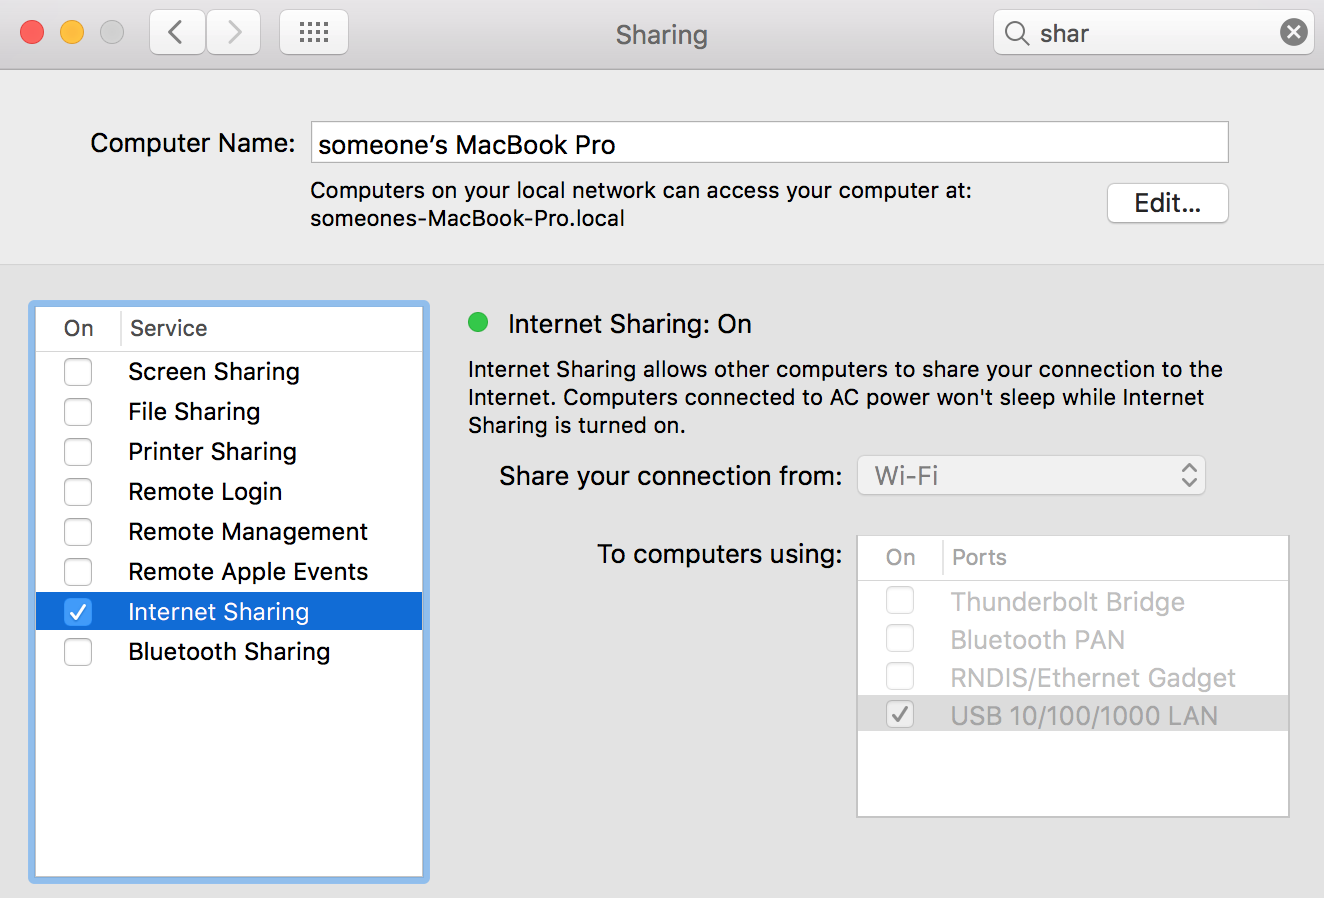 Sharing
shar
Computer Name: someone’s MacBook Pro
Computers on your local network can access your computer at:
someones-MacBook-Pro.local
Edit...
On Service
Screen Sharing
File Sharing
Printer Sharing
Remote Login
Remote Management
Remote Apple Events
Internet Sharing
Bluetooth Sharing
Internet Sharing: On
Internet Sharing allows other computers to share your connection to the
Internet. Computers connected to AC power won't sleep while Internet
Sharing is turned on.
Share your connection from: Wi-Fi
To computers using:
On Ports
Thunderbolt Bridge
Bluetooth PAN
RNDIS/Ethernet Gadget
USB 10/100/1000 LAN